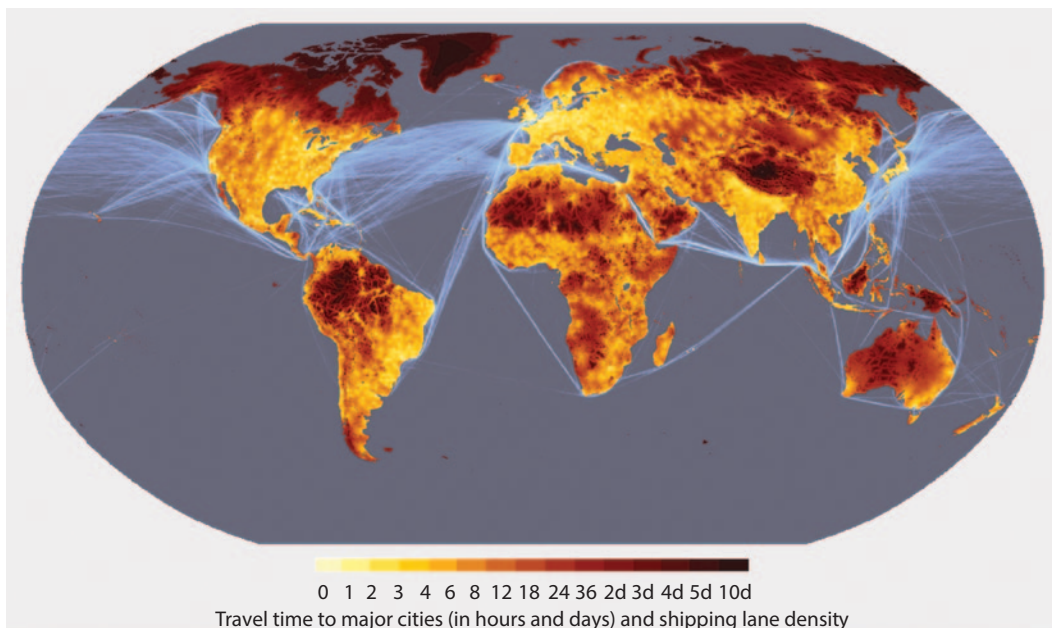 0 1 2 3 4 6 8 12 18 24 36 2d 3d 4d 5d 10d
Travel time to major cities (in hours and days) and shipping lane density